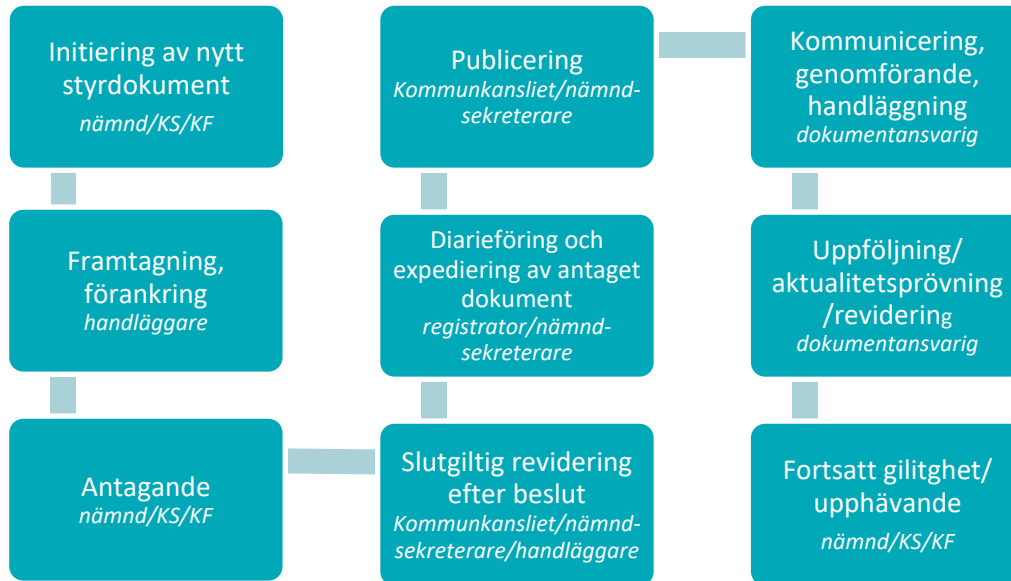 Initiering av nytt
styrdokument
nämnd/KS/KF
Framtagning,
förankring
handläggare
Antagande
nämnd/KS/KF
Slutgiltig revidering
efter beslut
Kommunkansliet/nämnd-
sekreterare/handläggare
Diarieföring och
expediering av antaget
dokument
registrator/nämnd-
sekreterare
Publicering
Kommunkansliet/nämnd-
sekreterare
Kommunicering,
genomförande,
handläggning
dokumentansvarig
Uppföljning/
aktualitetsprövning
/revidering
dokumentansvarig
Fortsatt gilitghet/
upphävande
nämnd/KS/KF